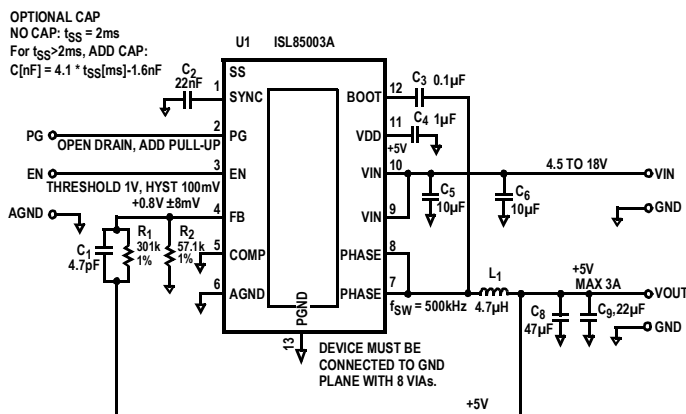 OPTIONAL CAP
NO CAP: tSS = 2ms
For tSS>2ms, ADD CAP:
C[nF] = 4.1 * tSS[ms]-1.6nF
U1 ISL85003A
C2
22nF
1
SS
SYNC
BOOT
12
C3 0.1µF
PG
OPEN DRAIN, ADD PULL-UP
2
PG
VDD
11
C4 1µF
+5V
EN
THRESHOLD 1V, HYST 100mV
3
EN
VIN
10
4.5 TO 18V
VIN
C5
10µF
C6
10µF
GND
AGND
+0.8V ±8mV
4
FB
VIN
9
C1
4.7pF
R1
301k
1%
R2
57.1k
1%
5
COMP
PHASE
8
6
AGND
PHASE
7
fSW = 500kHz
L1
4.7µH
+5V
MAX 3A
VOUT
C8
47µF
C9, 22µF
GND
PGND
13
DEVICE MUST BE
CONNECTED TO GND
PLANE WITH 8 VIAs.
+5V